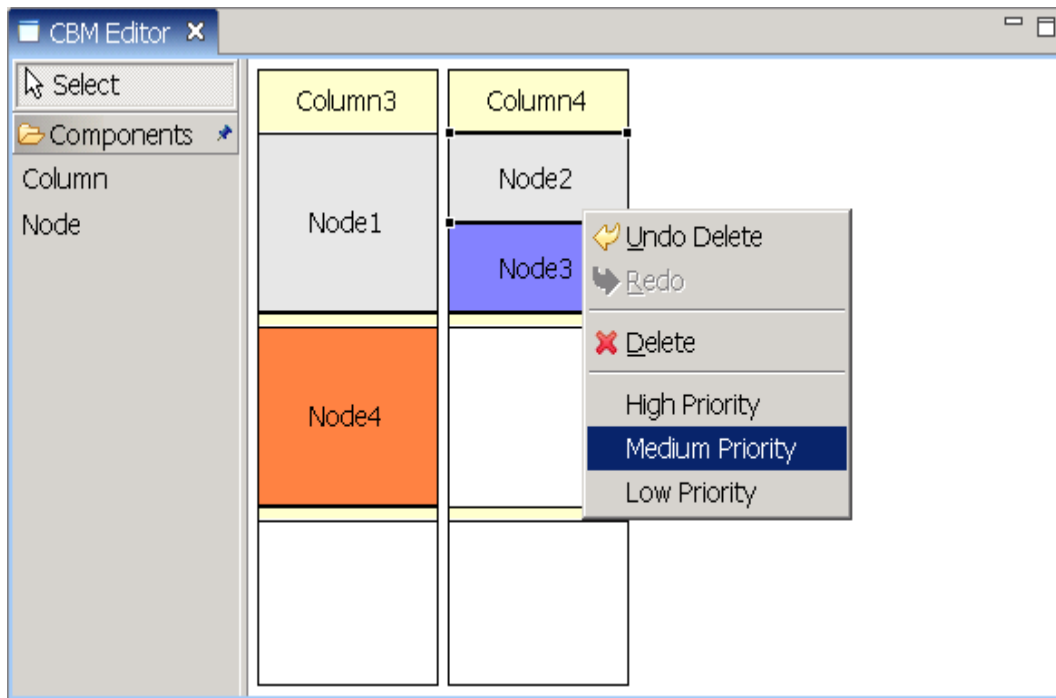 CBM Editor
Select
Components
Column
Node
Column3
Column4
Node1
Node2
Node3
Node4
Undo Delete
Redo
Delete
High Priority
Medium Priority
Low Priority